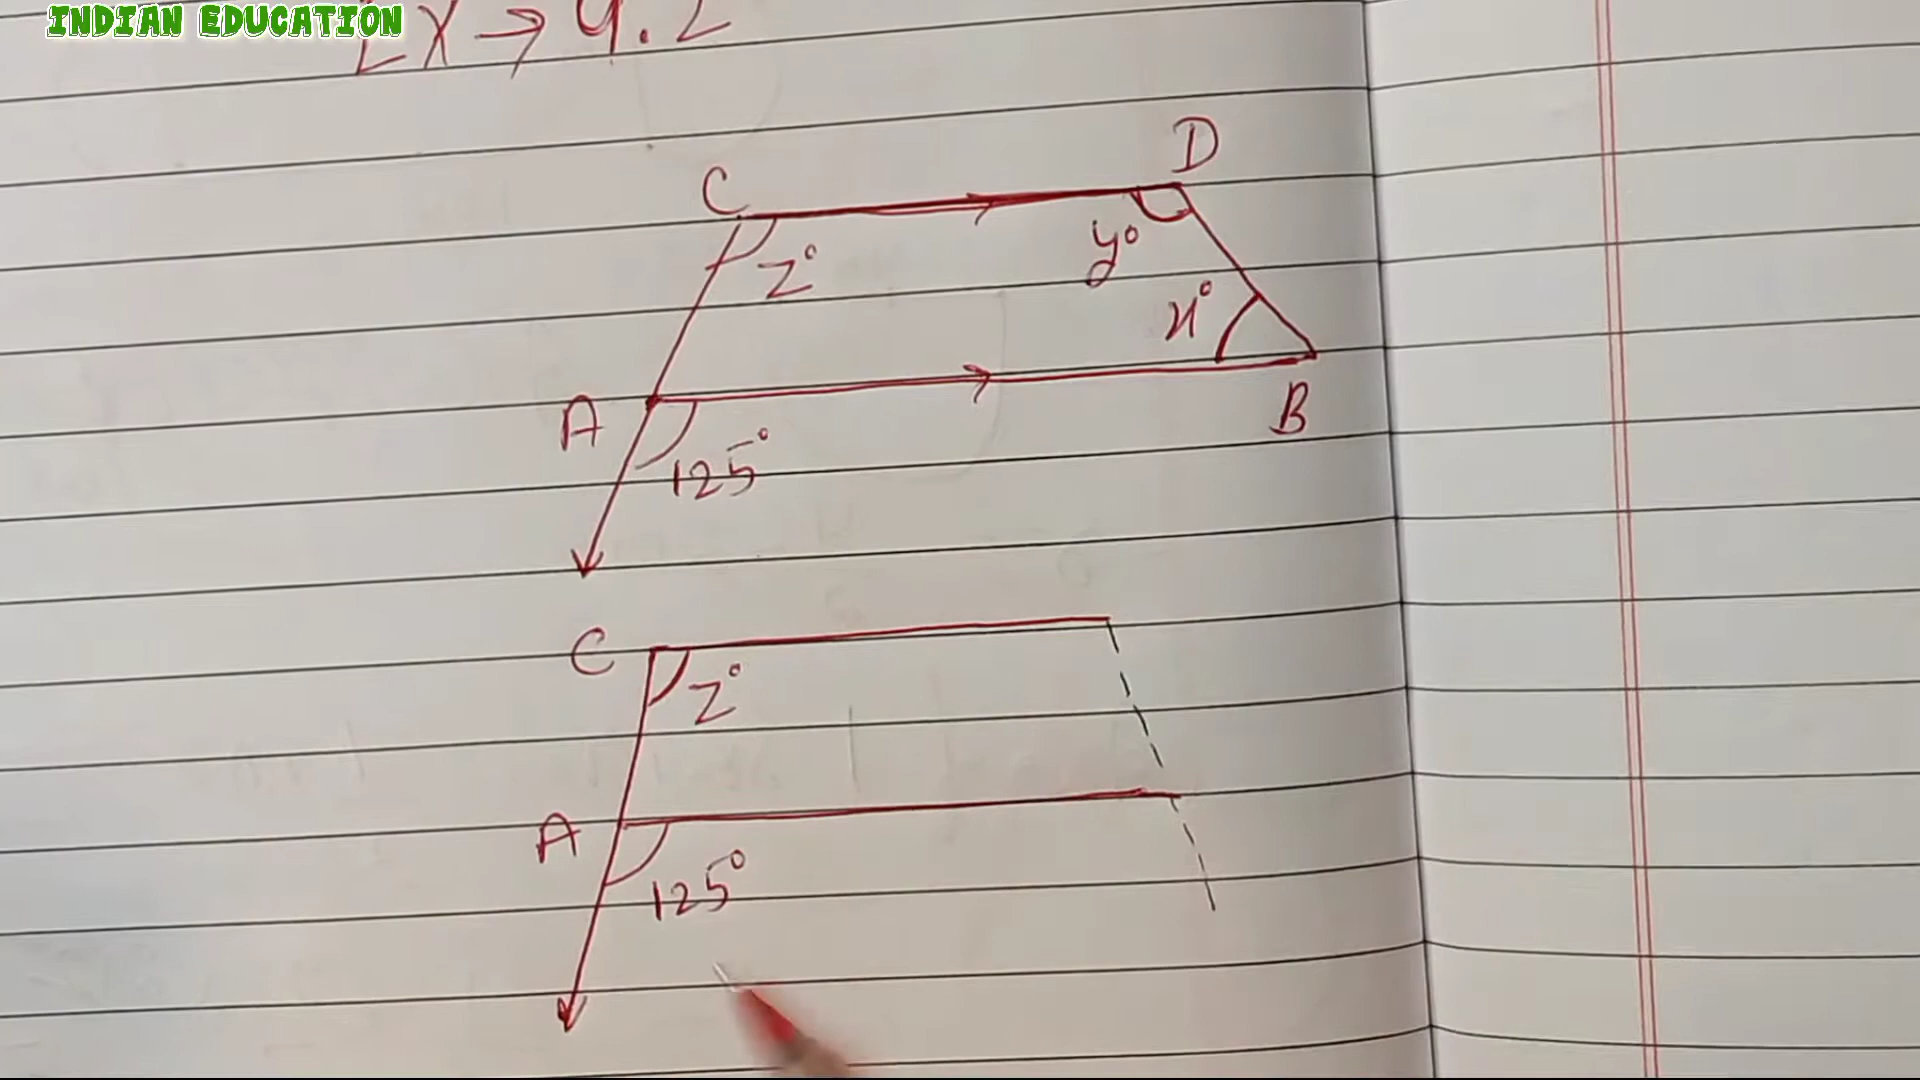 INDIAN EDUCATION
Ex → 9.2
D
C
y°
z°
x°
A
B
125°
C
z°
A
125°